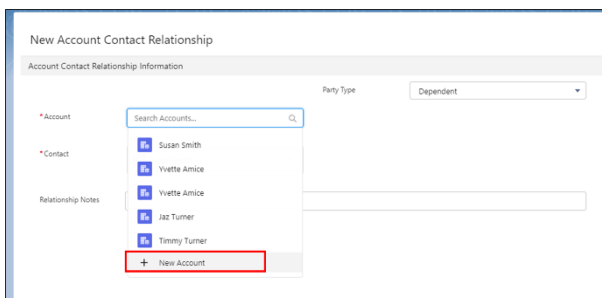 New Account Contact Relationship
Account Contact Relationship Information
Party Type
Dependent
*Account
Search Accounts...
Susan Smith
*Contact
Yvette Amice
Yvette Amice
Relationship Notes
Jaz Turner
Timmy Turner
+ New Account